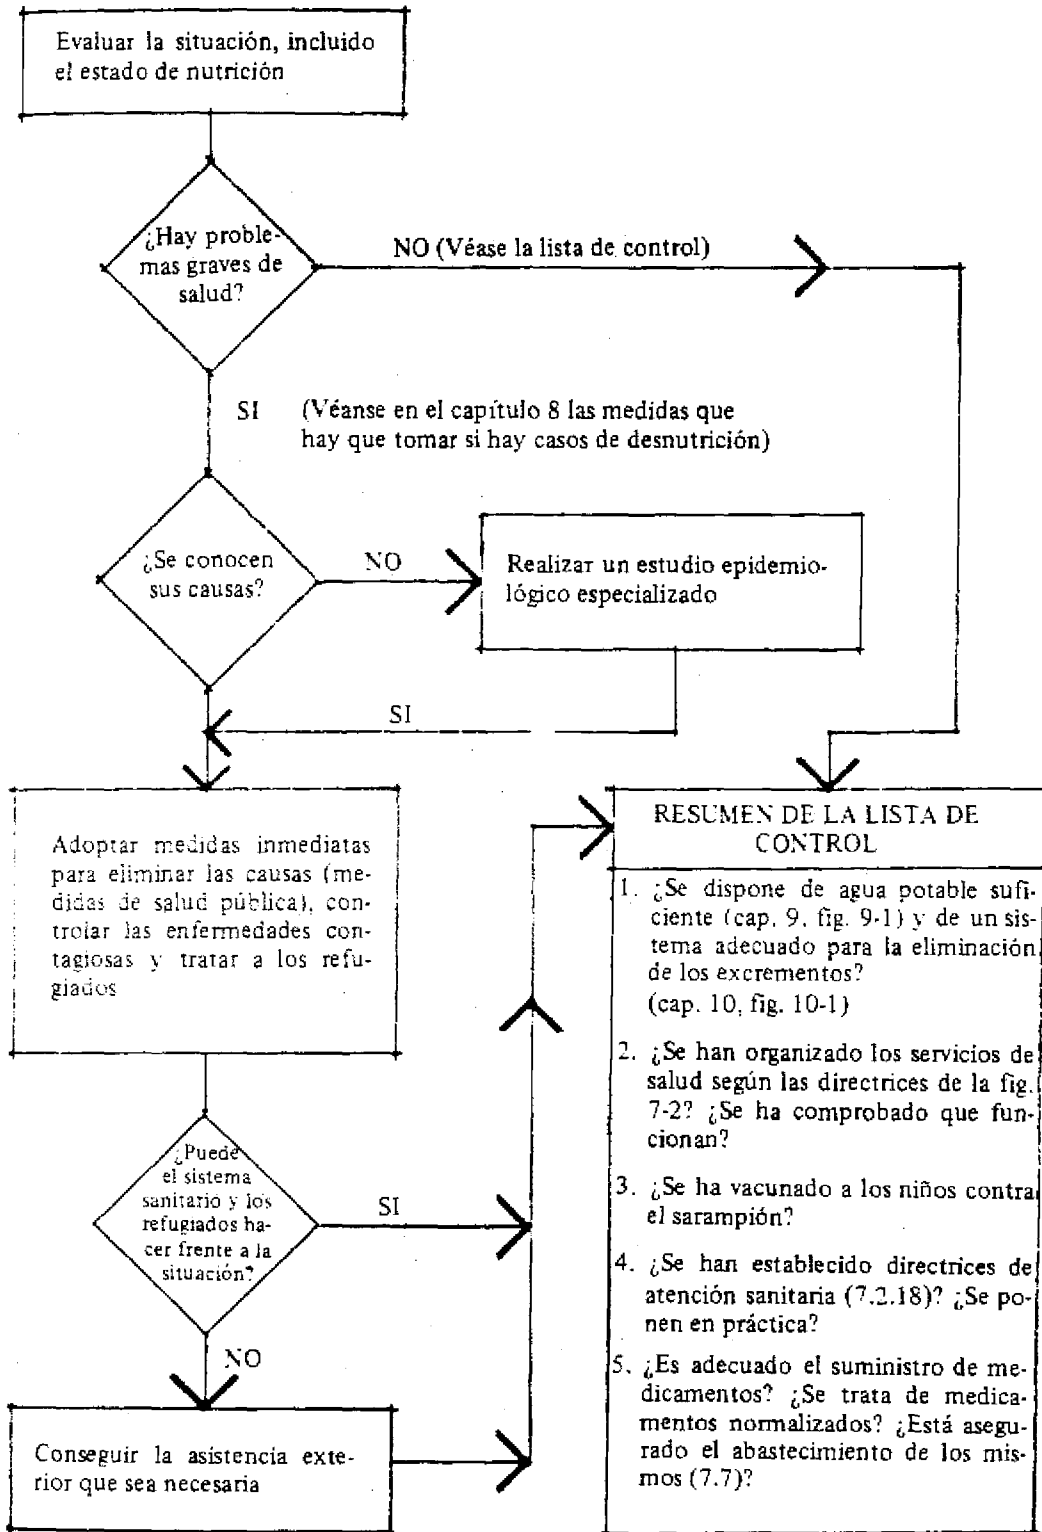 Evaluar la situación, incluido
el estado de nutrición
¿Hay proble-
mas graves de
salud?
NO (Véase la lista de control)
SI (Véanse en el capítulo 8 las medidas que
hay que tomar si hay casos de desnutrición)
¿Se conocen
sus causas?
NO
Realizar un estudio epidemio-
lógico especializado
SI
Adoptar medidas inmediatas
para eliminar las causas (me-
didas de salud pública), con-
trolar las enfermedades con-
tagiosas y tratar a los refu-
giados
¿Puede
el sistema
sanitario y los
refugiados ha-
cer frente a la
situación?
SI
NO
Conseguir la asistencia exte-
rior que sea necesaria
RESUMEN DE LA LISTA DE
CONTROL
1. ¿Se dispone de agua potable sufi-
ciente (cap. 9, fig. 9-1) y de un sis-
tema adecuado para la eliminación
de los excrementos?
(cap. 10, fig. 10-1)
2. ¿Se han organizado los servicios de
salud según las directrices de la fig.
7-2? ¿Se ha comprobado que fun-
cionan?
3. ¿Se ha vacunado a los niños contra
el sarampión?
4. ¿Se han establecido directrices de
atención sanitaria (7.2.18)? ¿Se po-
nen en práctica?
5. ¿Es adecuado el suministro de me-
dicamentos? ¿Se trata de medica-
mentos normalizados? ¿Está asegu-
rado el abastecimiento de los mis-
mos (7.7)?